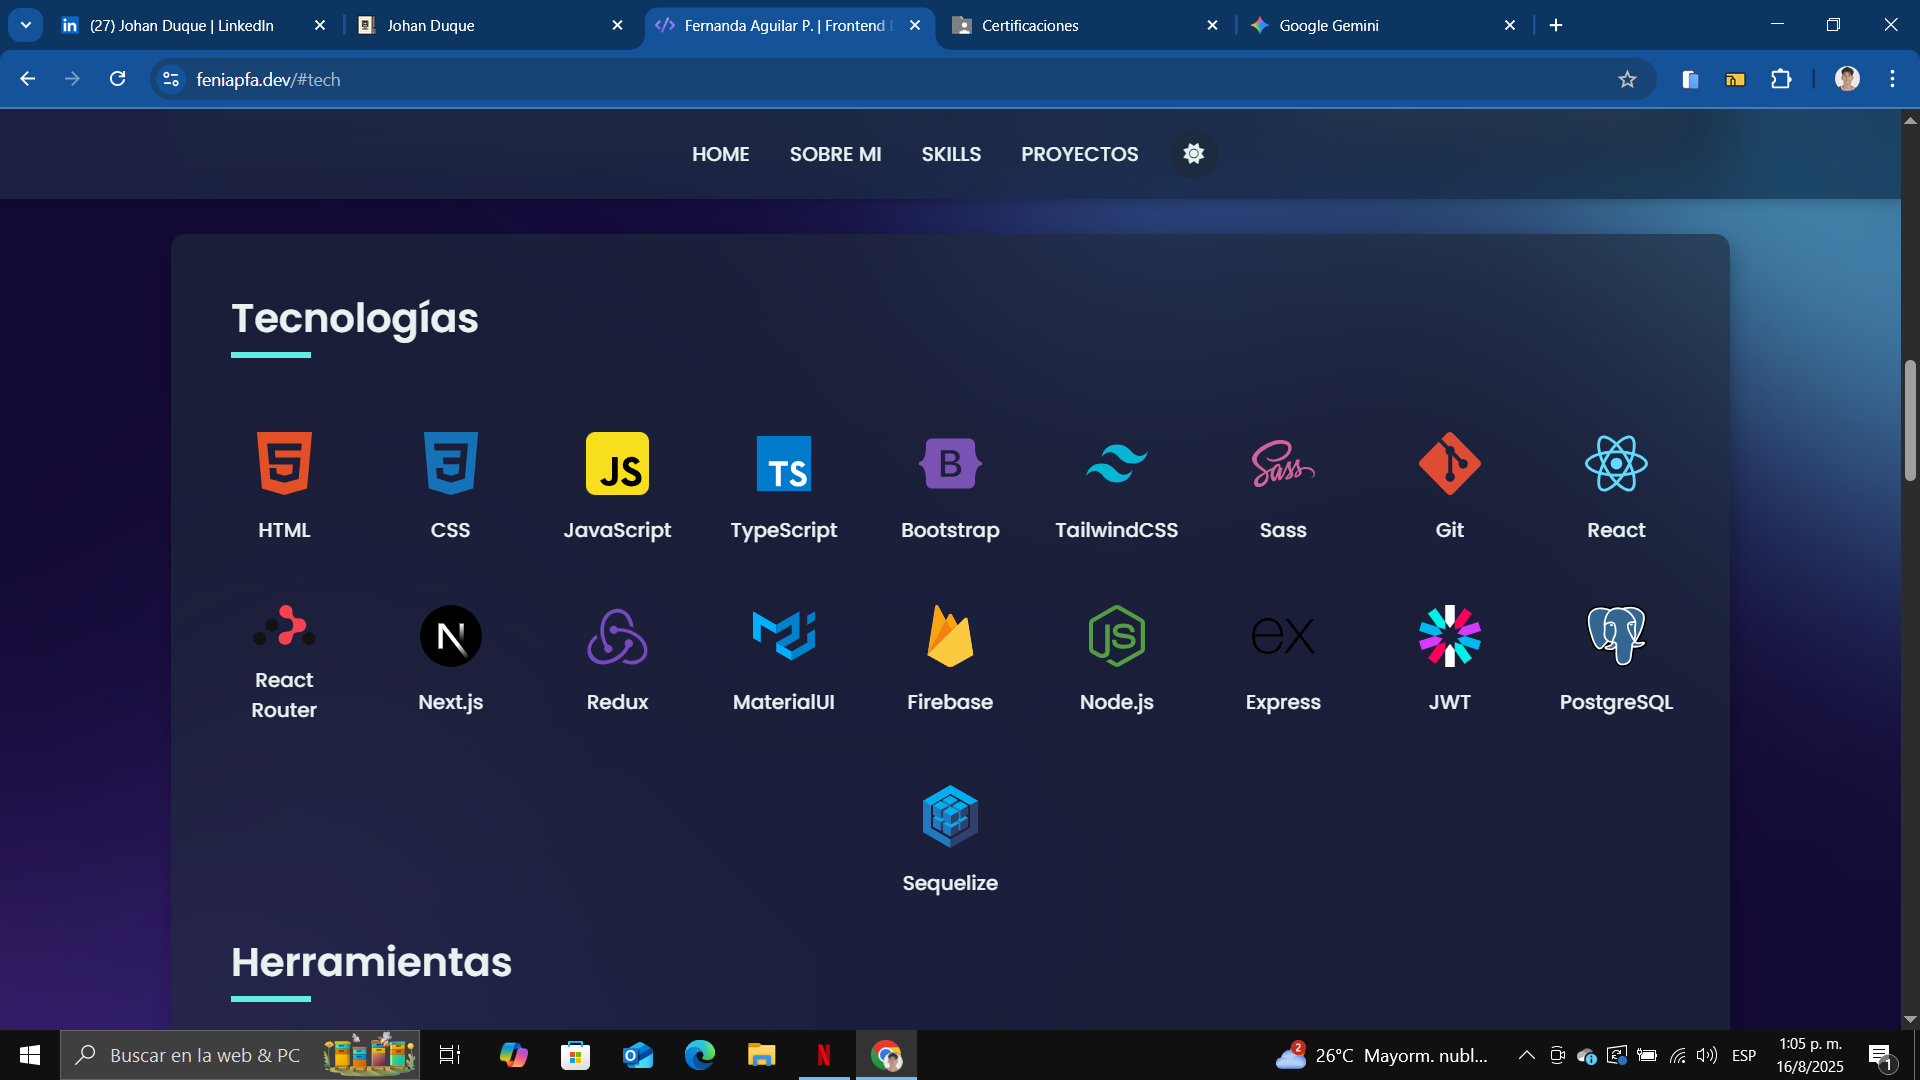 (27) Johan Duque | LinkedIn
Johan Duque
Fernanda Aguilar P. | Frontend
Certificaciones
Google Gemini
feniapfa.dev/#tech
HOME SOBRE MI SKILLS PROYECTOS
Tecnologías
JS TS B Sass
HTML CSS JavaScript TypeScript Bootstrap TailwindCSS Sass Git React
N JS ex
React
Router
Next.js Redux MaterialUI Firebase Node.js Express JWT PostgreSQL
Sequelize
Herramientas
Buscar en la web & PC
2
26°C Mayorm. nubl...
ESP
1:05 p. m.
16/8/2025
1